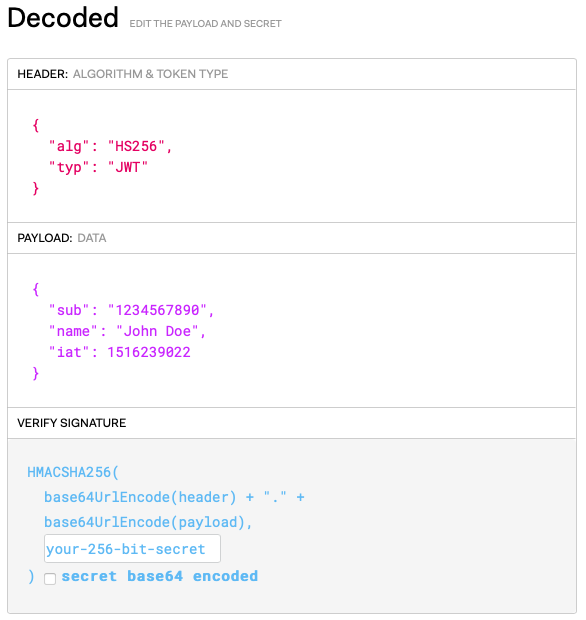 Decoded EDIT THE PAYLOAD AND SECRET
HEADER: ALGORITHM & TOKEN TYPE
{
"alg": "HS256",
"typ": "JWT"
}
PAYLOAD: DATA
{
"sub": "1234567890",
"name": "John Doe",
"iat": 1516239022
}
VERIFY SIGNATURE
HMACSHA256(
base64UrlEncode(header) + "." +
base64UrlEncode(payload),
your-256-bit-secret
) secret base64 encoded